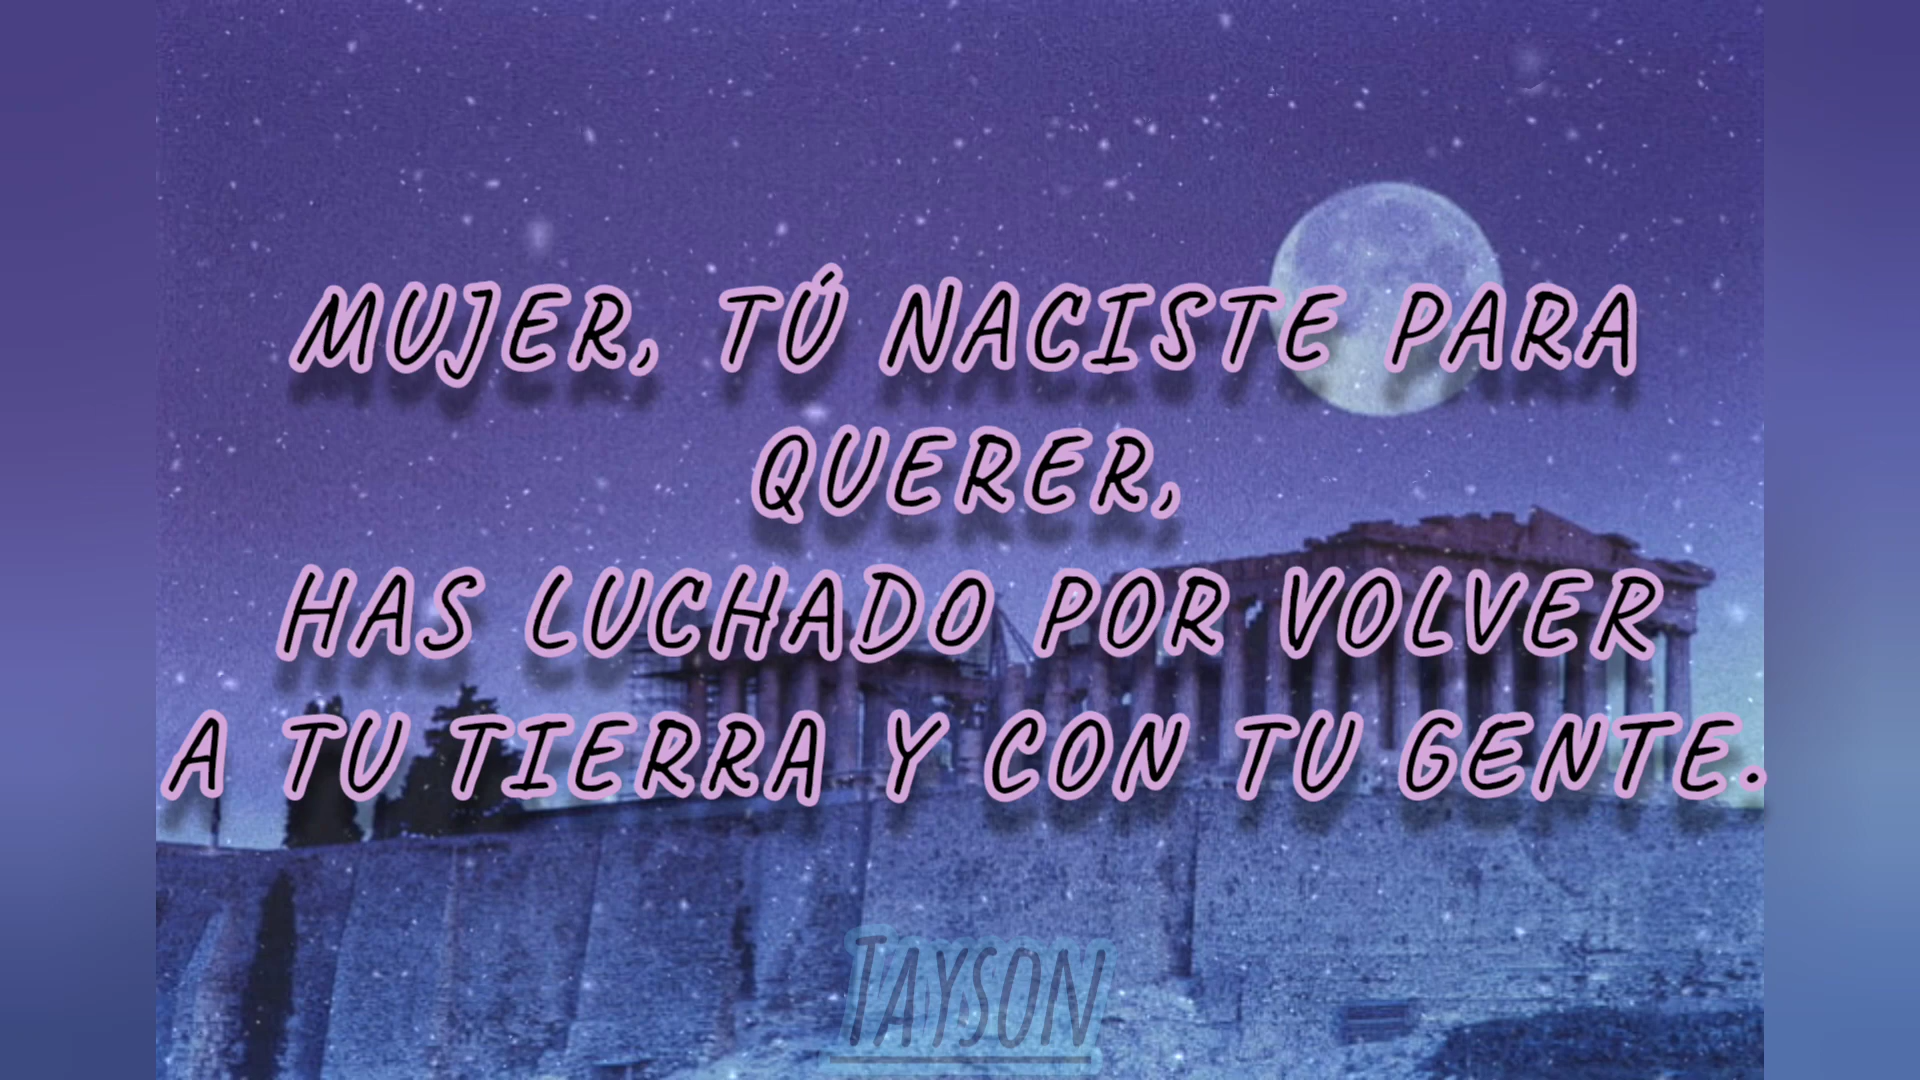 MUJER, TÚ NACISTE PARA
QUERER,
HAS LUCHADO POR VOLVER
A TU TIERRA Y CON TU GENTE.
TAYSON